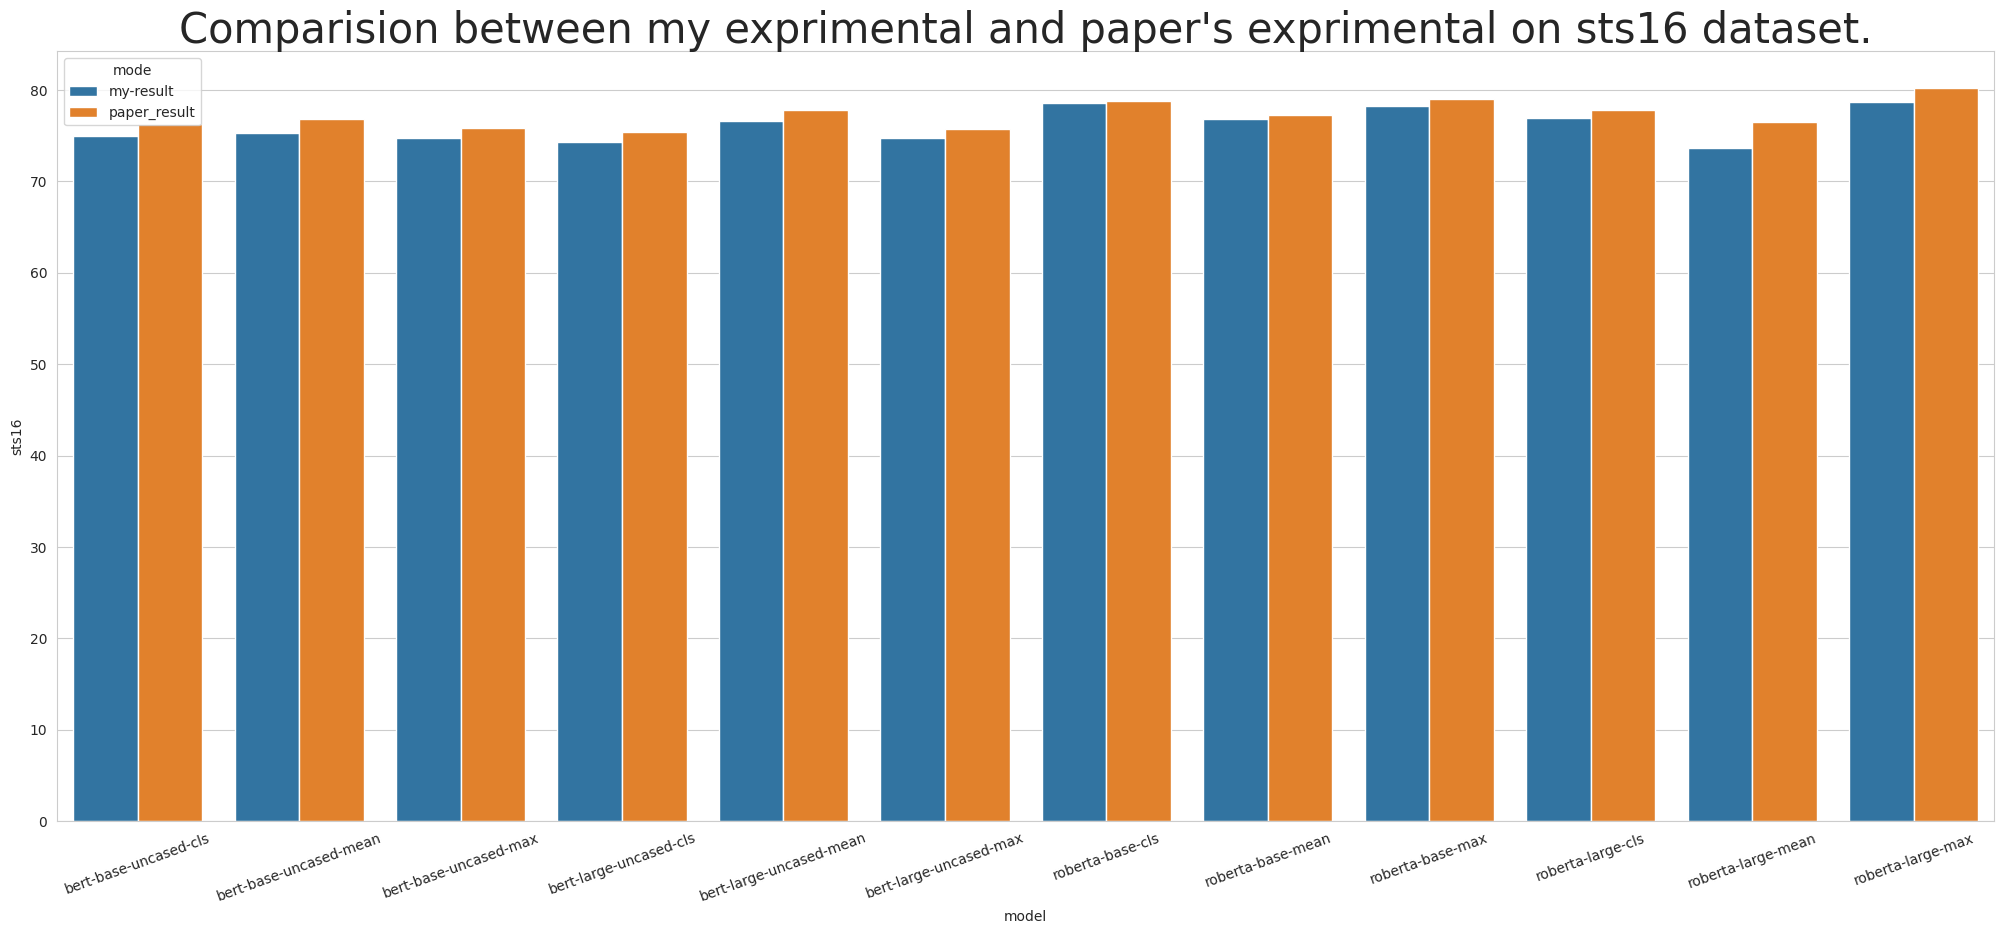 Comparision between my exprimental and paper's exprimental on sts16 dataset.
mode
my-result
paper_result
80
70
60
50
40
30
20
10
0
sts16
bert-base-uncased-cls
bert-base-uncased-mean
bert-base-uncased-max
bert-large-uncased-cls
bert-large-uncased-mean
bert-large-uncased-max
roberta-base-cls
roberta-base-mean
roberta-base-max
roberta-large-cls
roberta-large-mean
roberta-large-max
model